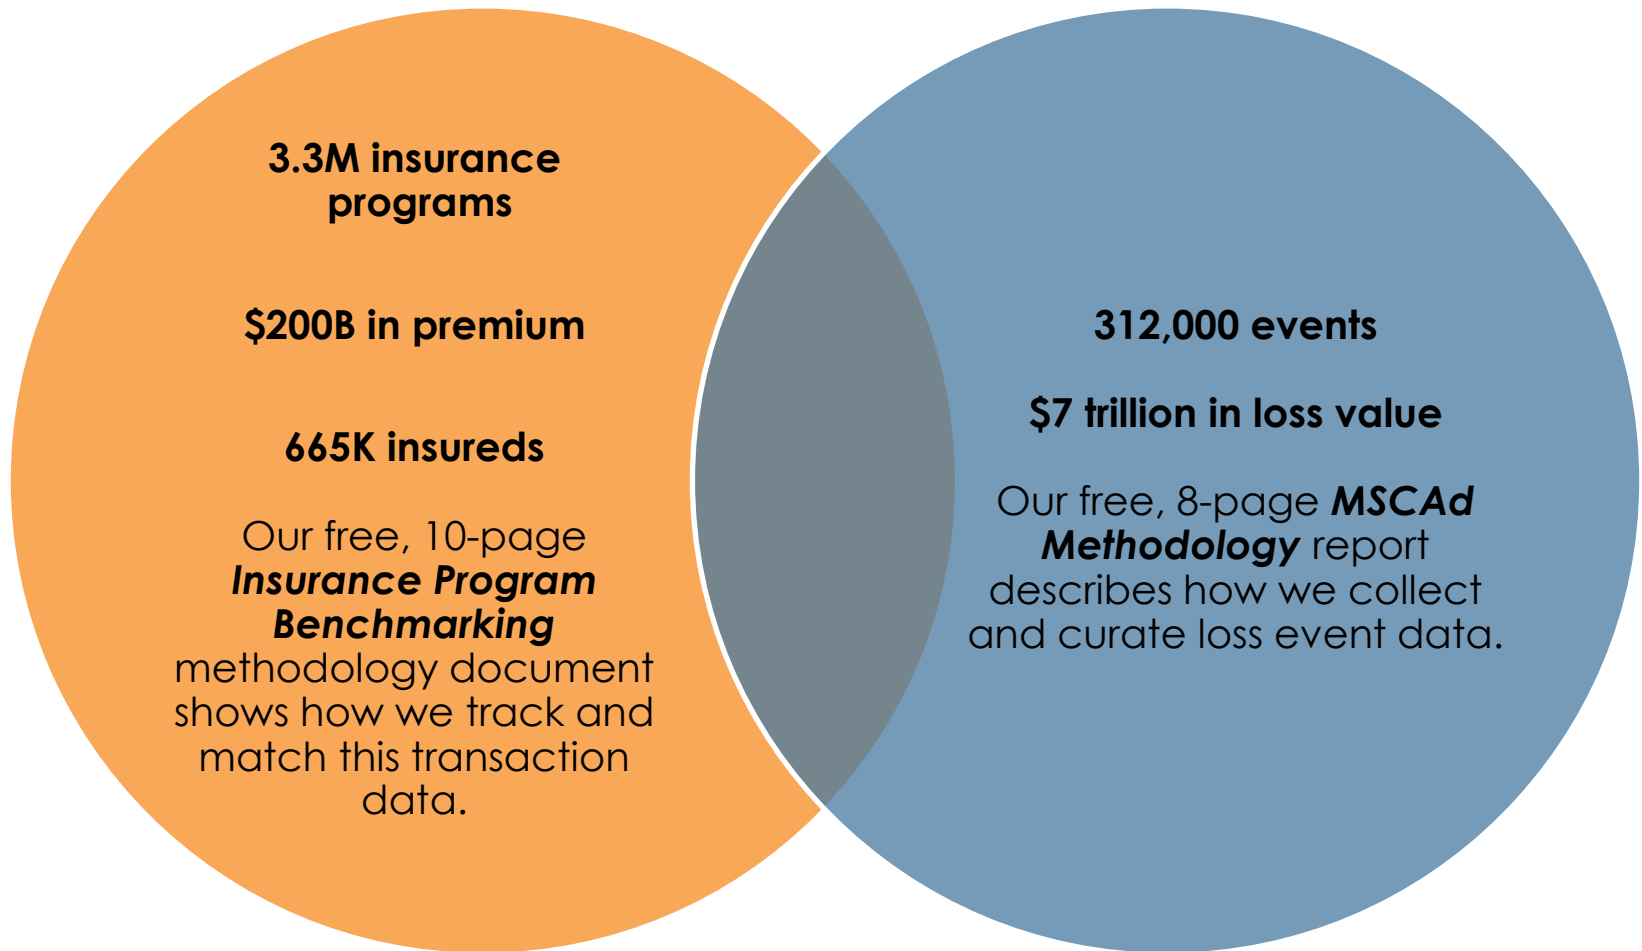 3.3M insurance
programs
$200B in premium
665K insureds
Our free, 10-page
Insurance Program
Benchmarking
methodology document
shows how we track and
match this transaction
data.
312,000 events
$7 trillion in loss value
Our free, 8-page MSCAd
Methodology report
describes how we collect
and curate loss event data.